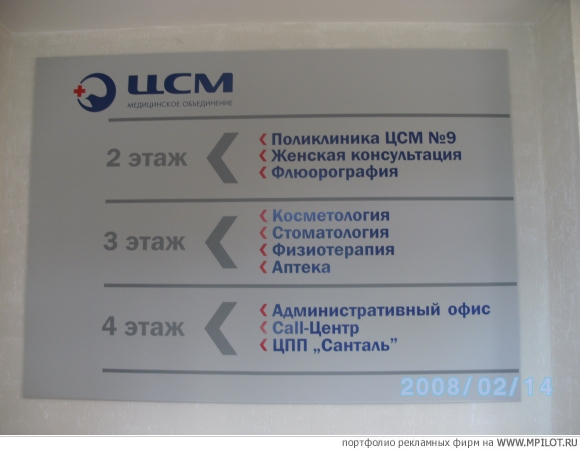 ЦСМ
МЕДИЦИНСКОЕ ОБЪЕДИНЕНИЕ
2 этаж
Поликлиника ЦСМ №9
Женская консультация
Флюорография
3 этаж
Косметология
Стоматология
Физиотерапия
Аптека
4 этаж
Административный офис
Call-Центр
ЦПП „Санталь”
2008/02/14
портфолио рекламных фирм на WWW.MPILOT.RU